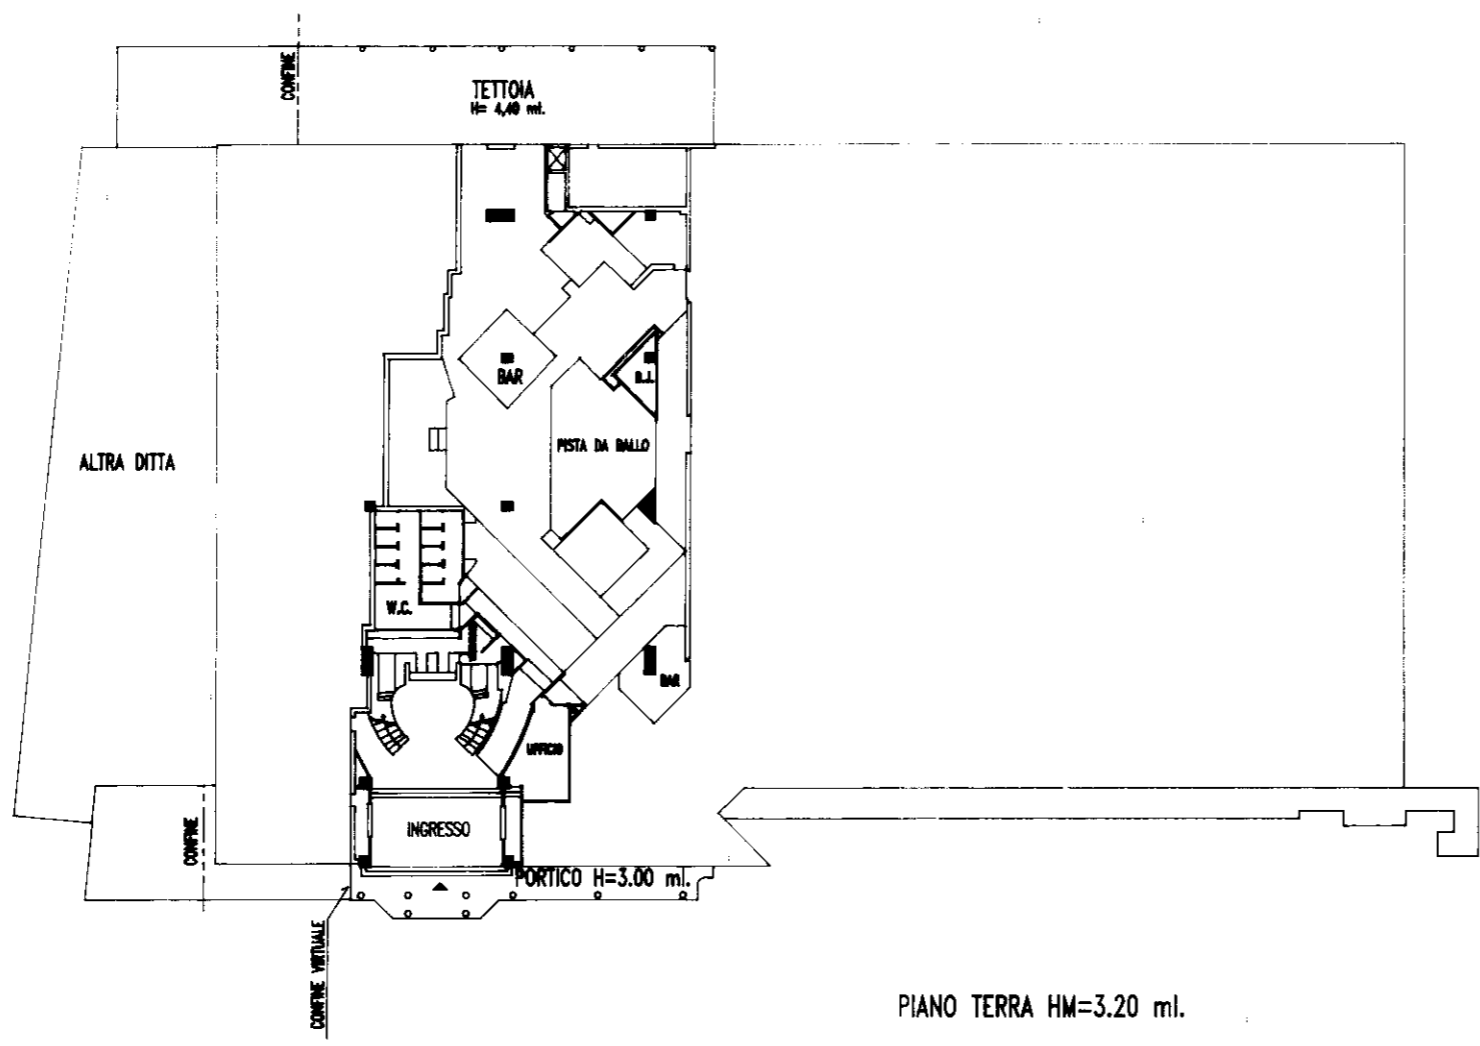 CONFINE
TETTOIA
H= 4,40 ml.
BAR
D.J.
PISTA DA BALLO
ALTRA DITTA
W.C.
BAR
UFFICIO
INGRESSO
CONFINE
PORTICO H=3.00 ml.
CONFINE VIRTUALE
PIANO TERRA HM=3.20 ml.